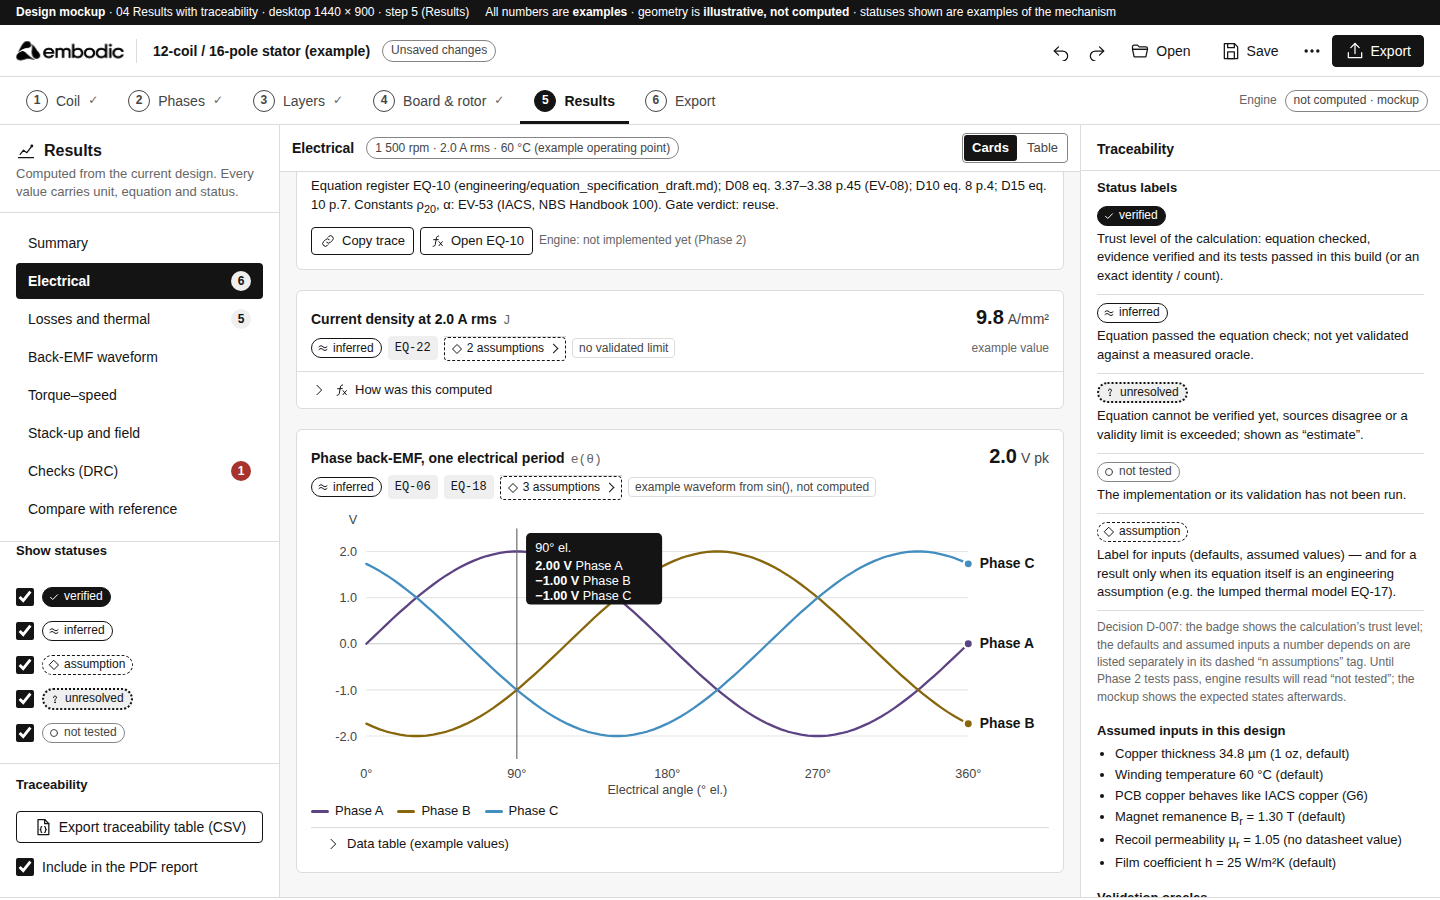 Design mockup · 04 Results with traceability · desktop 1440 × 900 · step 5 (Results) All numbers are examples · geometry is illustrative, not computed · statuses shown are examples of the mechanism
embodic 12-coil / 16-pole stator (example) Unsaved changes Open Save Export
1 Coil ✓ 2 Phases ✓ 3 Layers ✓ 4 Board & rotor ✓ 5 Results 6 Export Engine not computed · mockup
Results
Computed from the current design. Every
value carries unit, equation and status.
Summary
Electrical 6
Losses and thermal 5
Back-EMF waveform
Torque–speed
Stack-up and field
Checks (DRC) 1
Compare with reference
Show statuses
verified
inferred
assumption
? unresolved
not tested
Traceability
Export traceability table (CSV)
Include in the PDF report
Electrical 1 500 rpm · 2.0 A rms · 60 °C (example operating point) Cards Table
Equation register EQ-10 (engineering/equation_specification_draft.md); D08 eq. 3.37–3.38 p.45 (EV-08); D10 eq. 8 p.4; D15 eq.
10 p.7. Constants ρ20, α: EV-53 (IACS, NBS Handbook 100). Gate verdict: reuse.
Copy trace Open EQ-10 Engine: not implemented yet (Phase 2)
Current density at 2.0 A rms J 9.8 A/mm²
inferred EQ-22 2 assumptions no validated limit example value
How was this computed
Phase back-EMF, one electrical period e(θ) 2.0 V pk
inferred EQ-06 EQ-18 3 assumptions example waveform from sin(), not computed
V
2.0
1.0
0.0
-1.0
-2.0
90° el.
2.00 V Phase A
−1.00 V Phase B
−1.00 V Phase C
Phase C
Phase A
Phase B
0° 90° 180° 270° 360°
Electrical angle (° el.)
Phase A Phase B Phase C
Data table (example values)
Traceability
Status labels
verified
Trust level of the calculation: equation checked,
evidence verified and its tests passed in this build (or an
exact identity / count).
inferred
Equation passed the equation check; not yet validated
against a measured oracle.
? unresolved
Equation cannot be verified yet, sources disagree or a
validity limit is exceeded; shown as “estimate”.
not tested
The implementation or its validation has not been run.
assumption
Label for inputs (defaults, assumed values) — and for a
result only when its equation itself is an engineering
assumption (e.g. the lumped thermal model EQ-17).
Decision D-007: the badge shows the calculation’s trust level;
the defaults and assumed inputs a number depends on are
listed separately in its dashed “n assumptions” tag. Until
Phase 2 tests pass, engine results will read “not tested”; the
mockup shows the expected states afterwards.
Assumed inputs in this design
• Copper thickness 34.8 µm (1 oz, default)
• Winding temperature 60 °C (default)
• PCB copper behaves like IACS copper (G6)
• Magnet remanence Br = 1.30 T (default)
• Recoil permeability µr = 1.05 (no datasheet value)
• Film coefficient h = 25 W/m²K (default)
Validation oracles